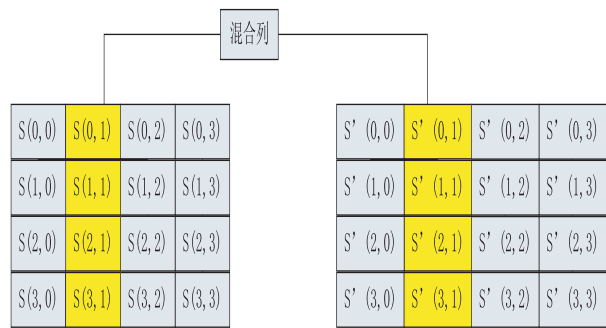 混合列
S(0,0) S(0,1) S(0,2) S(0,3) S’(0,0) S’(0,1) S’(0,2) S’(0,3)
S(1,0) S(1,1) S(1,2) S(1,3) S’(1,0) S’(1,1) S’(1,2) S’(1,3)
S(2,0) S(2,1) S(2,2) S(2,3) S’(2,0) S’(2,1) S’(2,2) S’(2,3)
S(3,0) S(3,1) S(3,2) S(3,3) S’(3,0) S’(3,1) S’(3,2) S’(3,3)